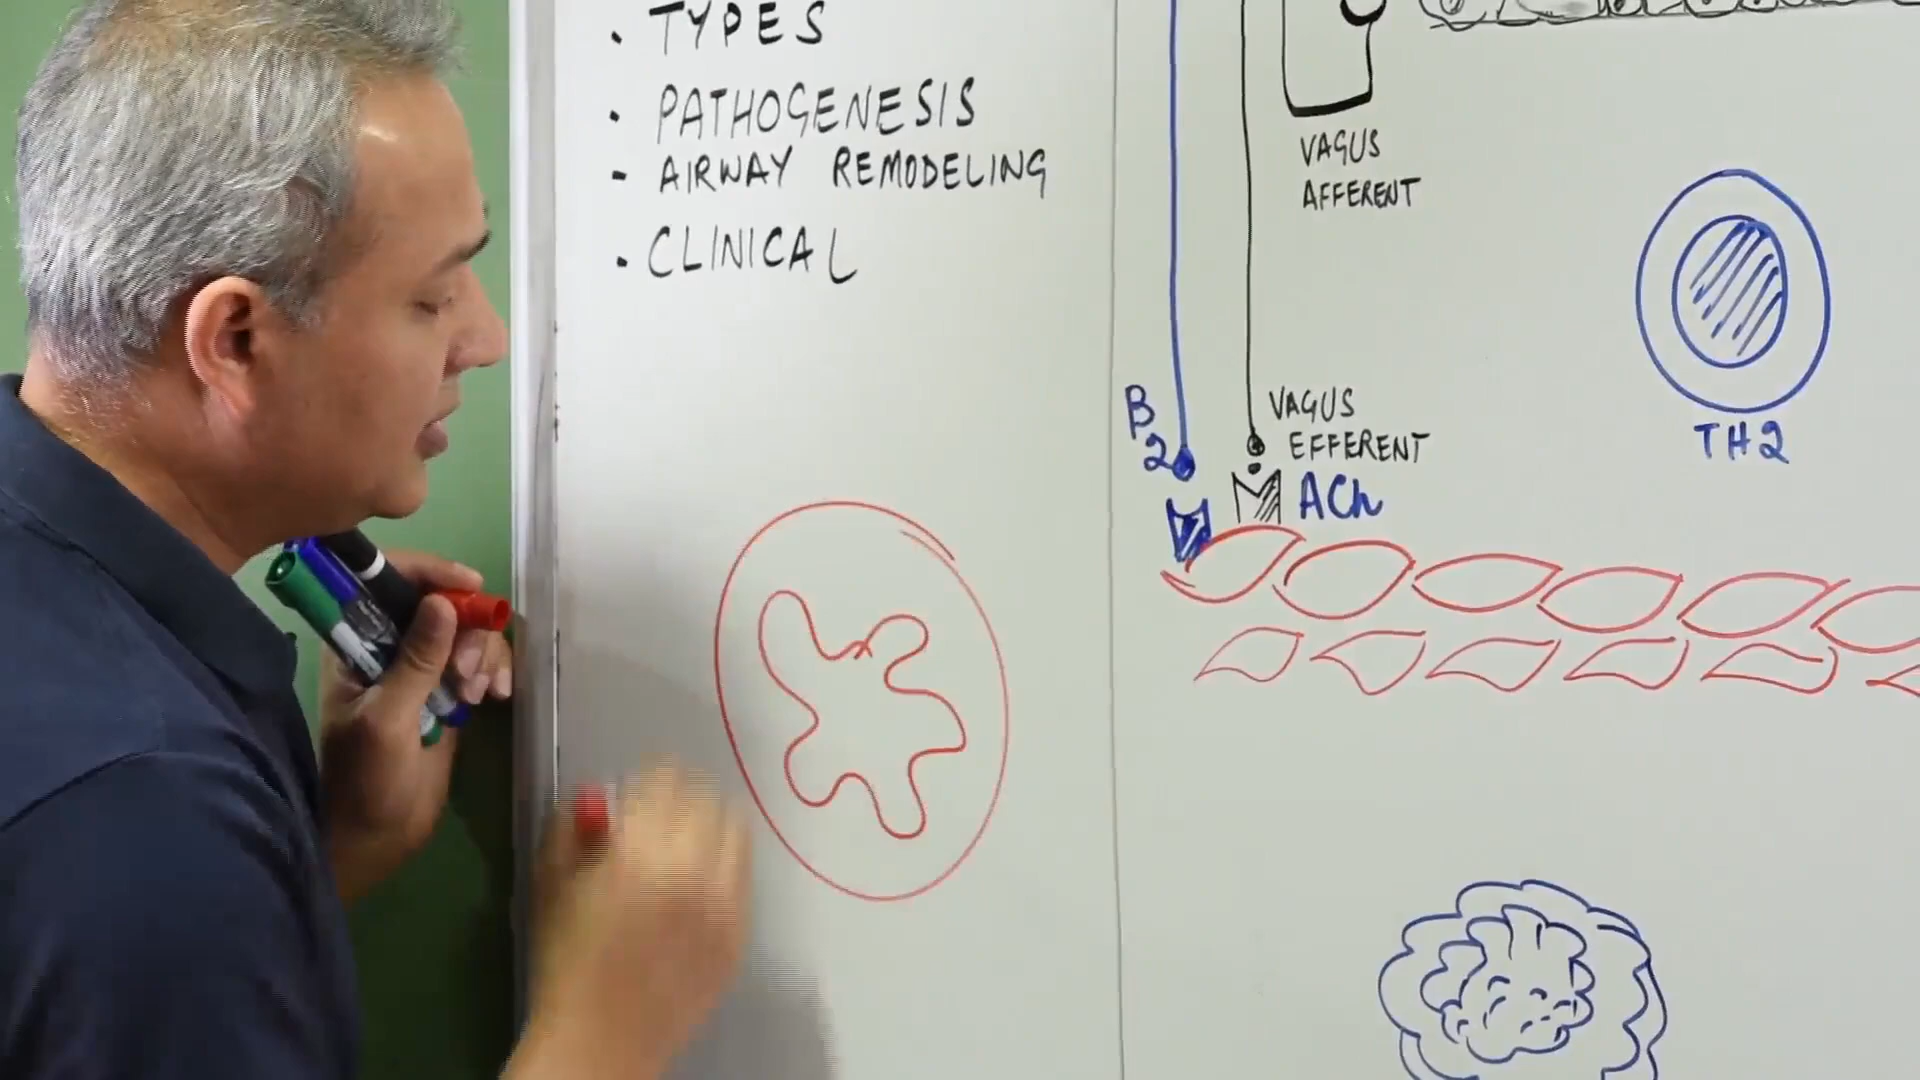 · TYPES
· PATHOGENESIS
- AIRWAY REMODELING
· CLINICAL
VAGUS
AFFERENT
B2
VAGUS
EFFERENT
ACh
TH2